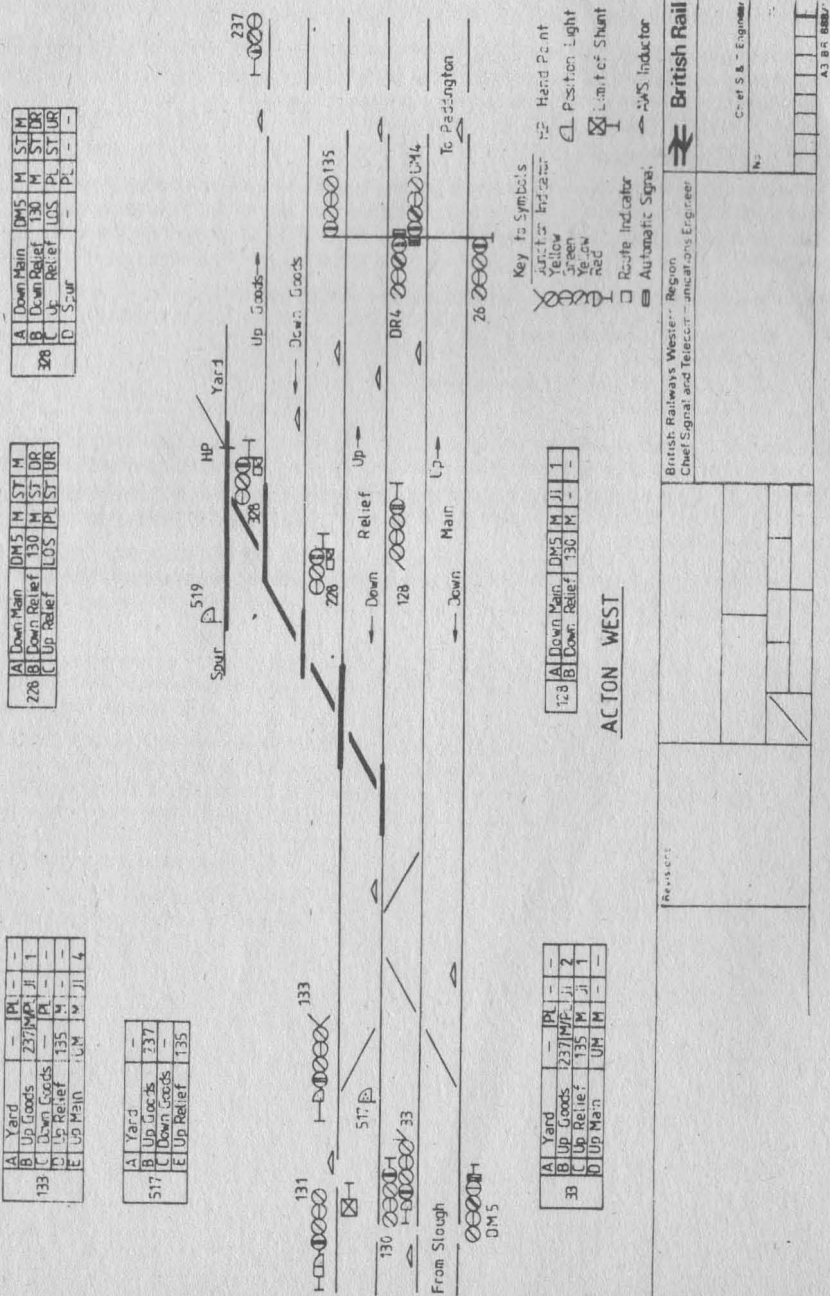 133 A Yard - PL - -
B Up Goods 237 M/PL JI 1
C Down Goods - PL - -
D Up Relief 135 M - -
E Up Main UM M JI 4
517 A Yard -
B Up Goods 237
C Down Goods -
E Up Relief 135
228 A Down Main DM5 M ST M
B Down Relief 130 M ST DR
C Up Relief LOS PL ST UR
328 A Down Main DM5 M ST M
B Down Relief 130 M ST DR
C Up Relief LOS PL ST UR
D Spur - PL - -
237
Up Goods
Down Goods
HP
Yard
Spur
519
328
228
131
133
517
130
33
From Slough
DM5
Relief
Up
Down
128
Main
Up
Down
135
DR4
UM4
26
To Paddington
33 A Yard - PL - -
B Up Goods 237 M/PL JI 2
C Up Relief 135 M JI 1
D Up Main UM M - -
128 A Down Main DM5 M JI 1
B Down Relief 130 M - -
ACTON WEST
Key to Symbols
Junction Indicator
Yellow
Green
Yellow
Red
Route Indicator
Automatic Signal
HP Hand Point
Position Light
Limit of Shunt
AWS Inductor
Revisions
British Railways Western Region
Chief Signal and Telecommunications Engineer
British Rail
Chief S & T Engineer
No
A3 BR